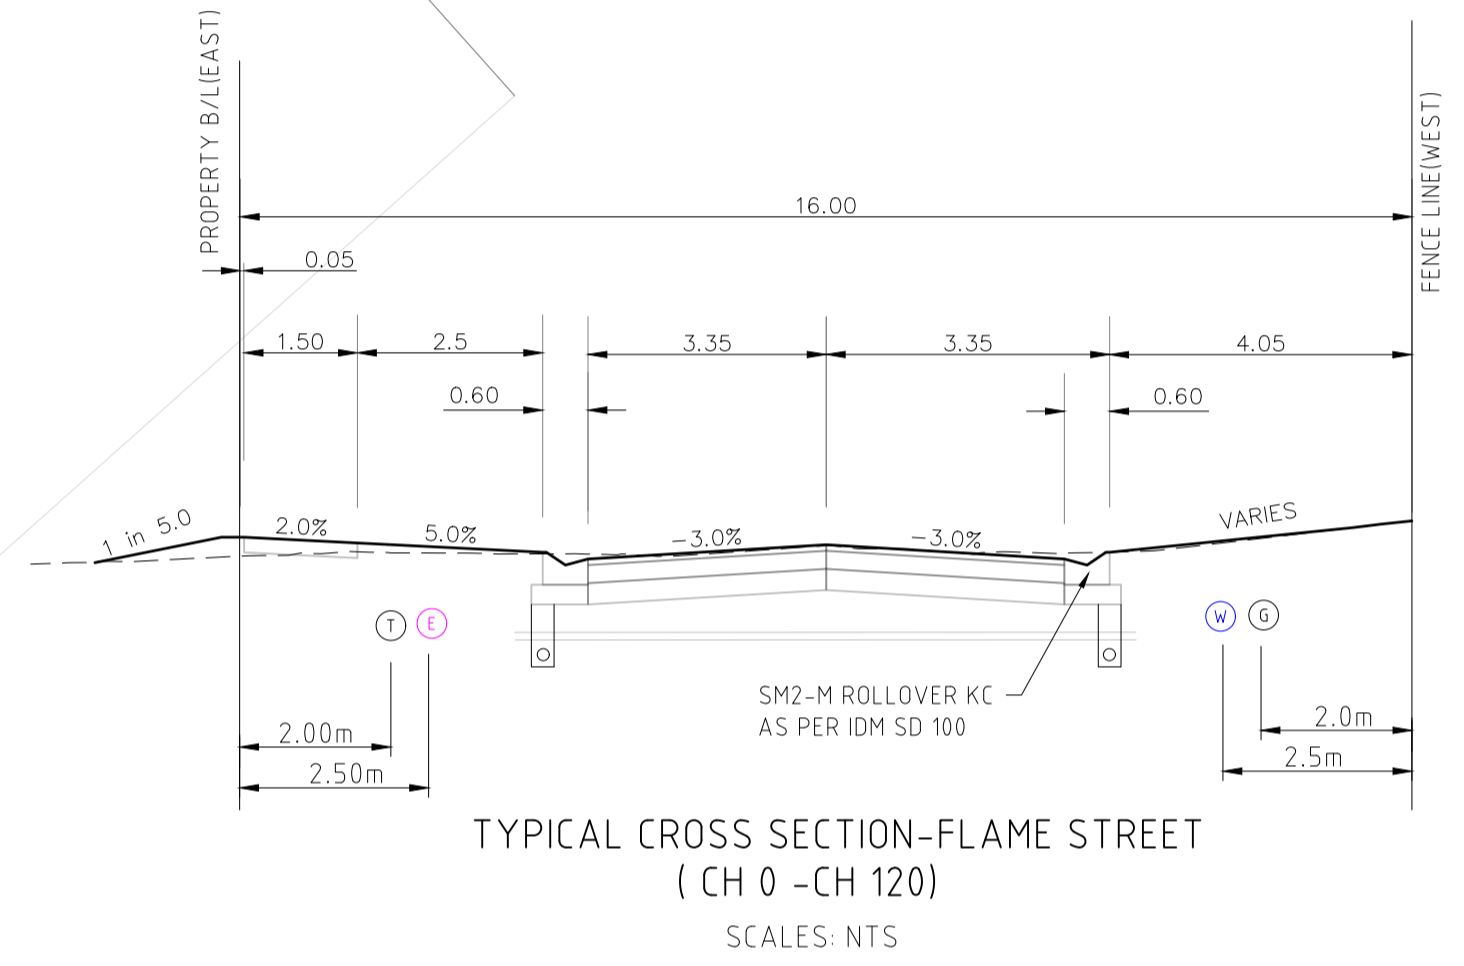 PROPERTY B/L(EAST)
FENCE LINE(WEST)
16.00
0.05
1.50
2.5
3.35
3.35
4.05
0.60
0.60
1 in 5.0
2.0%
5.0%
-3.0%
-3.0%
VARIES
T
E
W
G
SM2-M ROLLOVER KC
AS PER IDM SD 100
2.00m
2.50m
2.0m
2.5m
TYPICAL CROSS SECTION-FLAME STREET
( CH 0 -CH 120)
SCALES: NTS